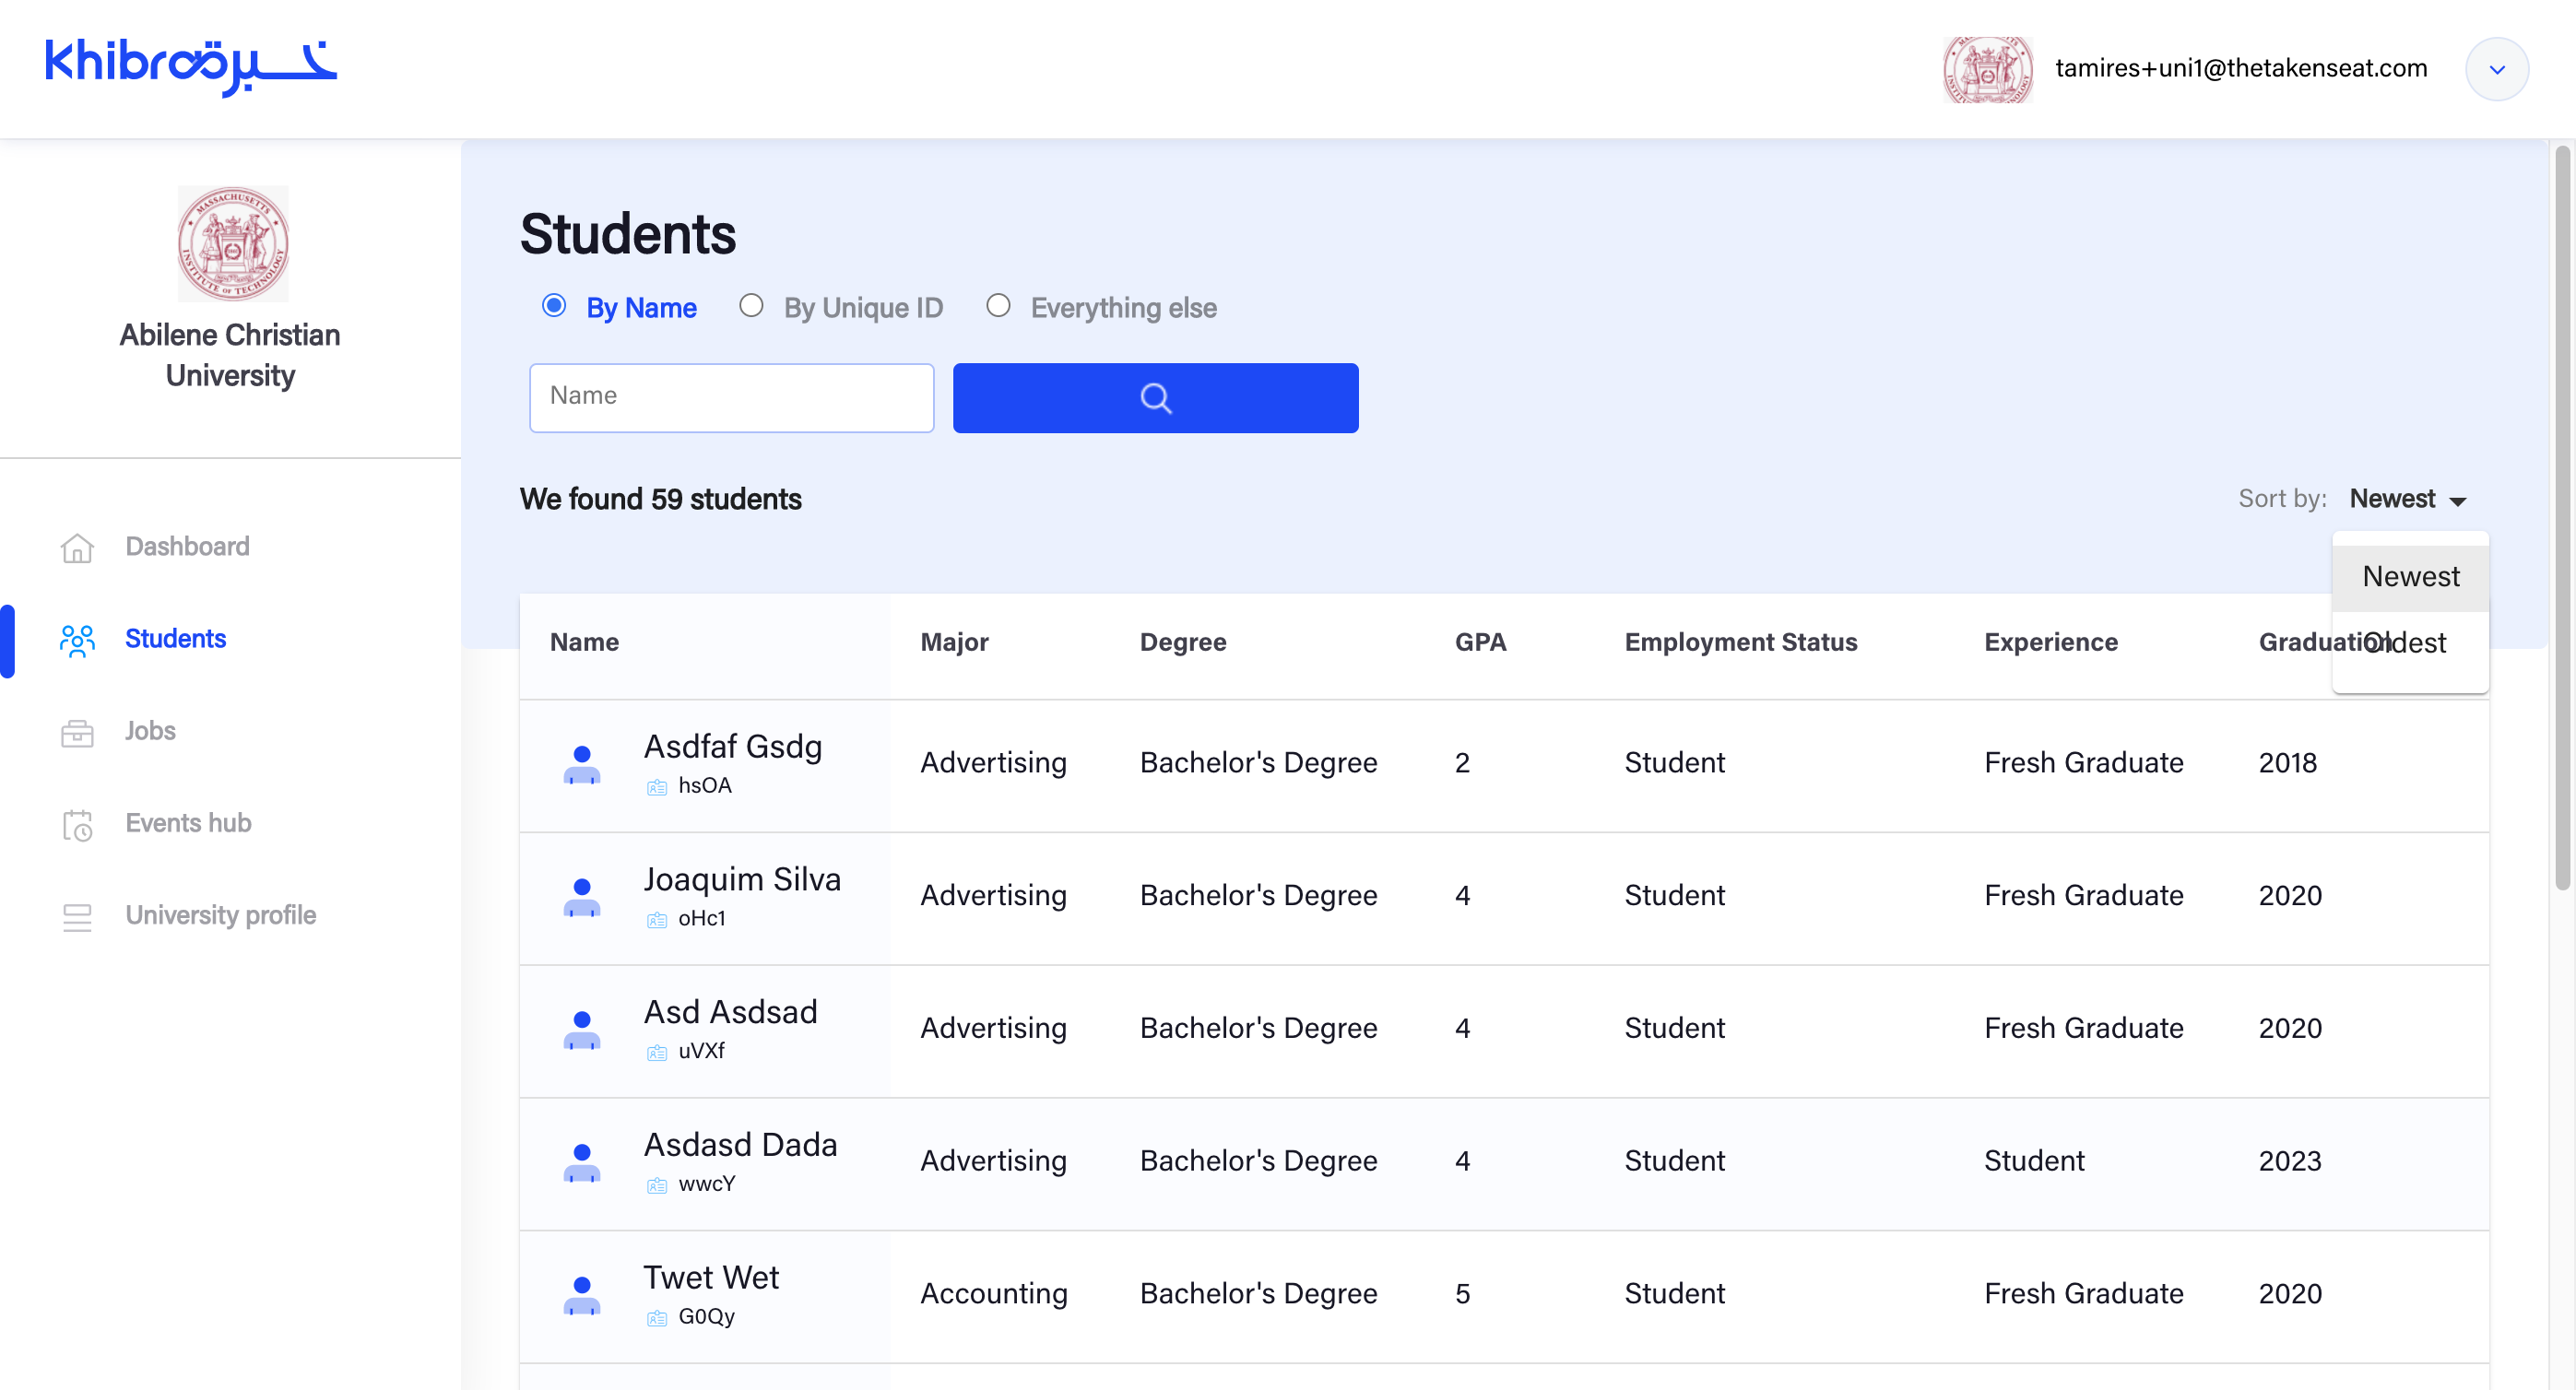 khibra خبرة
tamires+uni1@thetakenseat.com
MASSACHUSETTS INSTITUTE OF TECHNOLOGY
Abilene Christian
University
Dashboard
Students
Jobs
Events hub
University profile
Students
By Name By Unique ID Everything else
Name
We found 59 students
Sort by: Newest
Newest
Oldest
Name Major Degree GPA Employment Status Experience Graduation
Asdfaf Gsdg
hsOA
Advertising Bachelor's Degree 2 Student Fresh Graduate 2018
Joaquim Silva
oHc1
Advertising Bachelor's Degree 4 Student Fresh Graduate 2020
Asd Asdsad
uVXf
Advertising Bachelor's Degree 4 Student Fresh Graduate 2020
Asdasd Dada
wwcY
Advertising Bachelor's Degree 4 Student Student 2023
Twet Wet
G0Qy
Accounting Bachelor's Degree 5 Student Fresh Graduate 2020